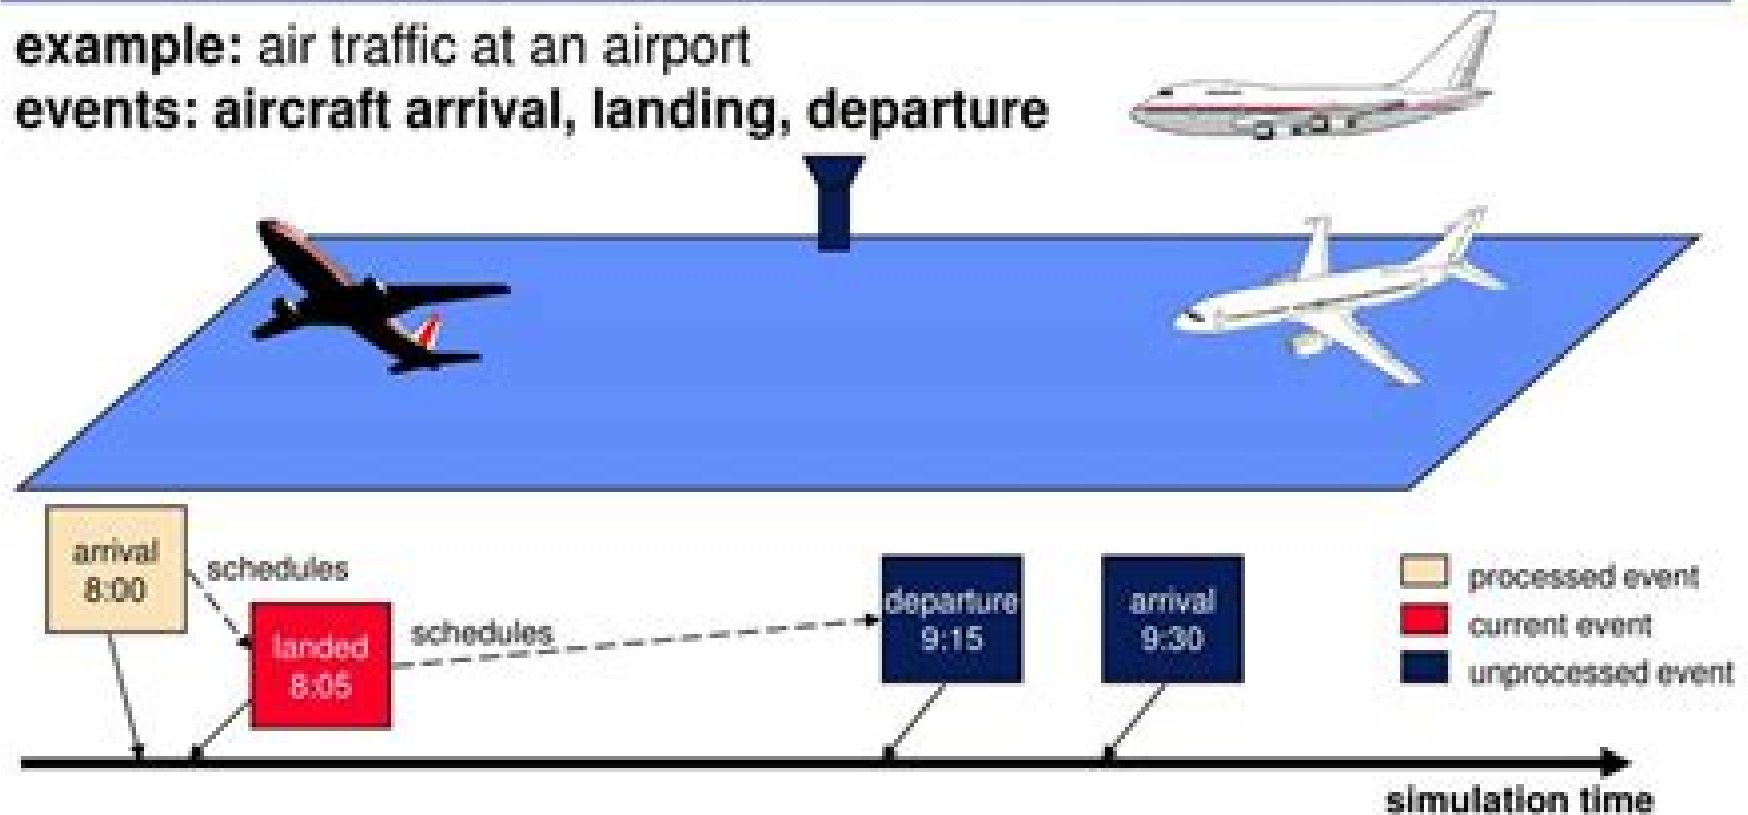 example: air traffic at an airport
events: aircraft arrival, landing, departure
arrival
8:00
schedules
landed
8:05
schedules
departure
9:15
arrival
9:30
processed event
current event
unprocessed event
simulation time